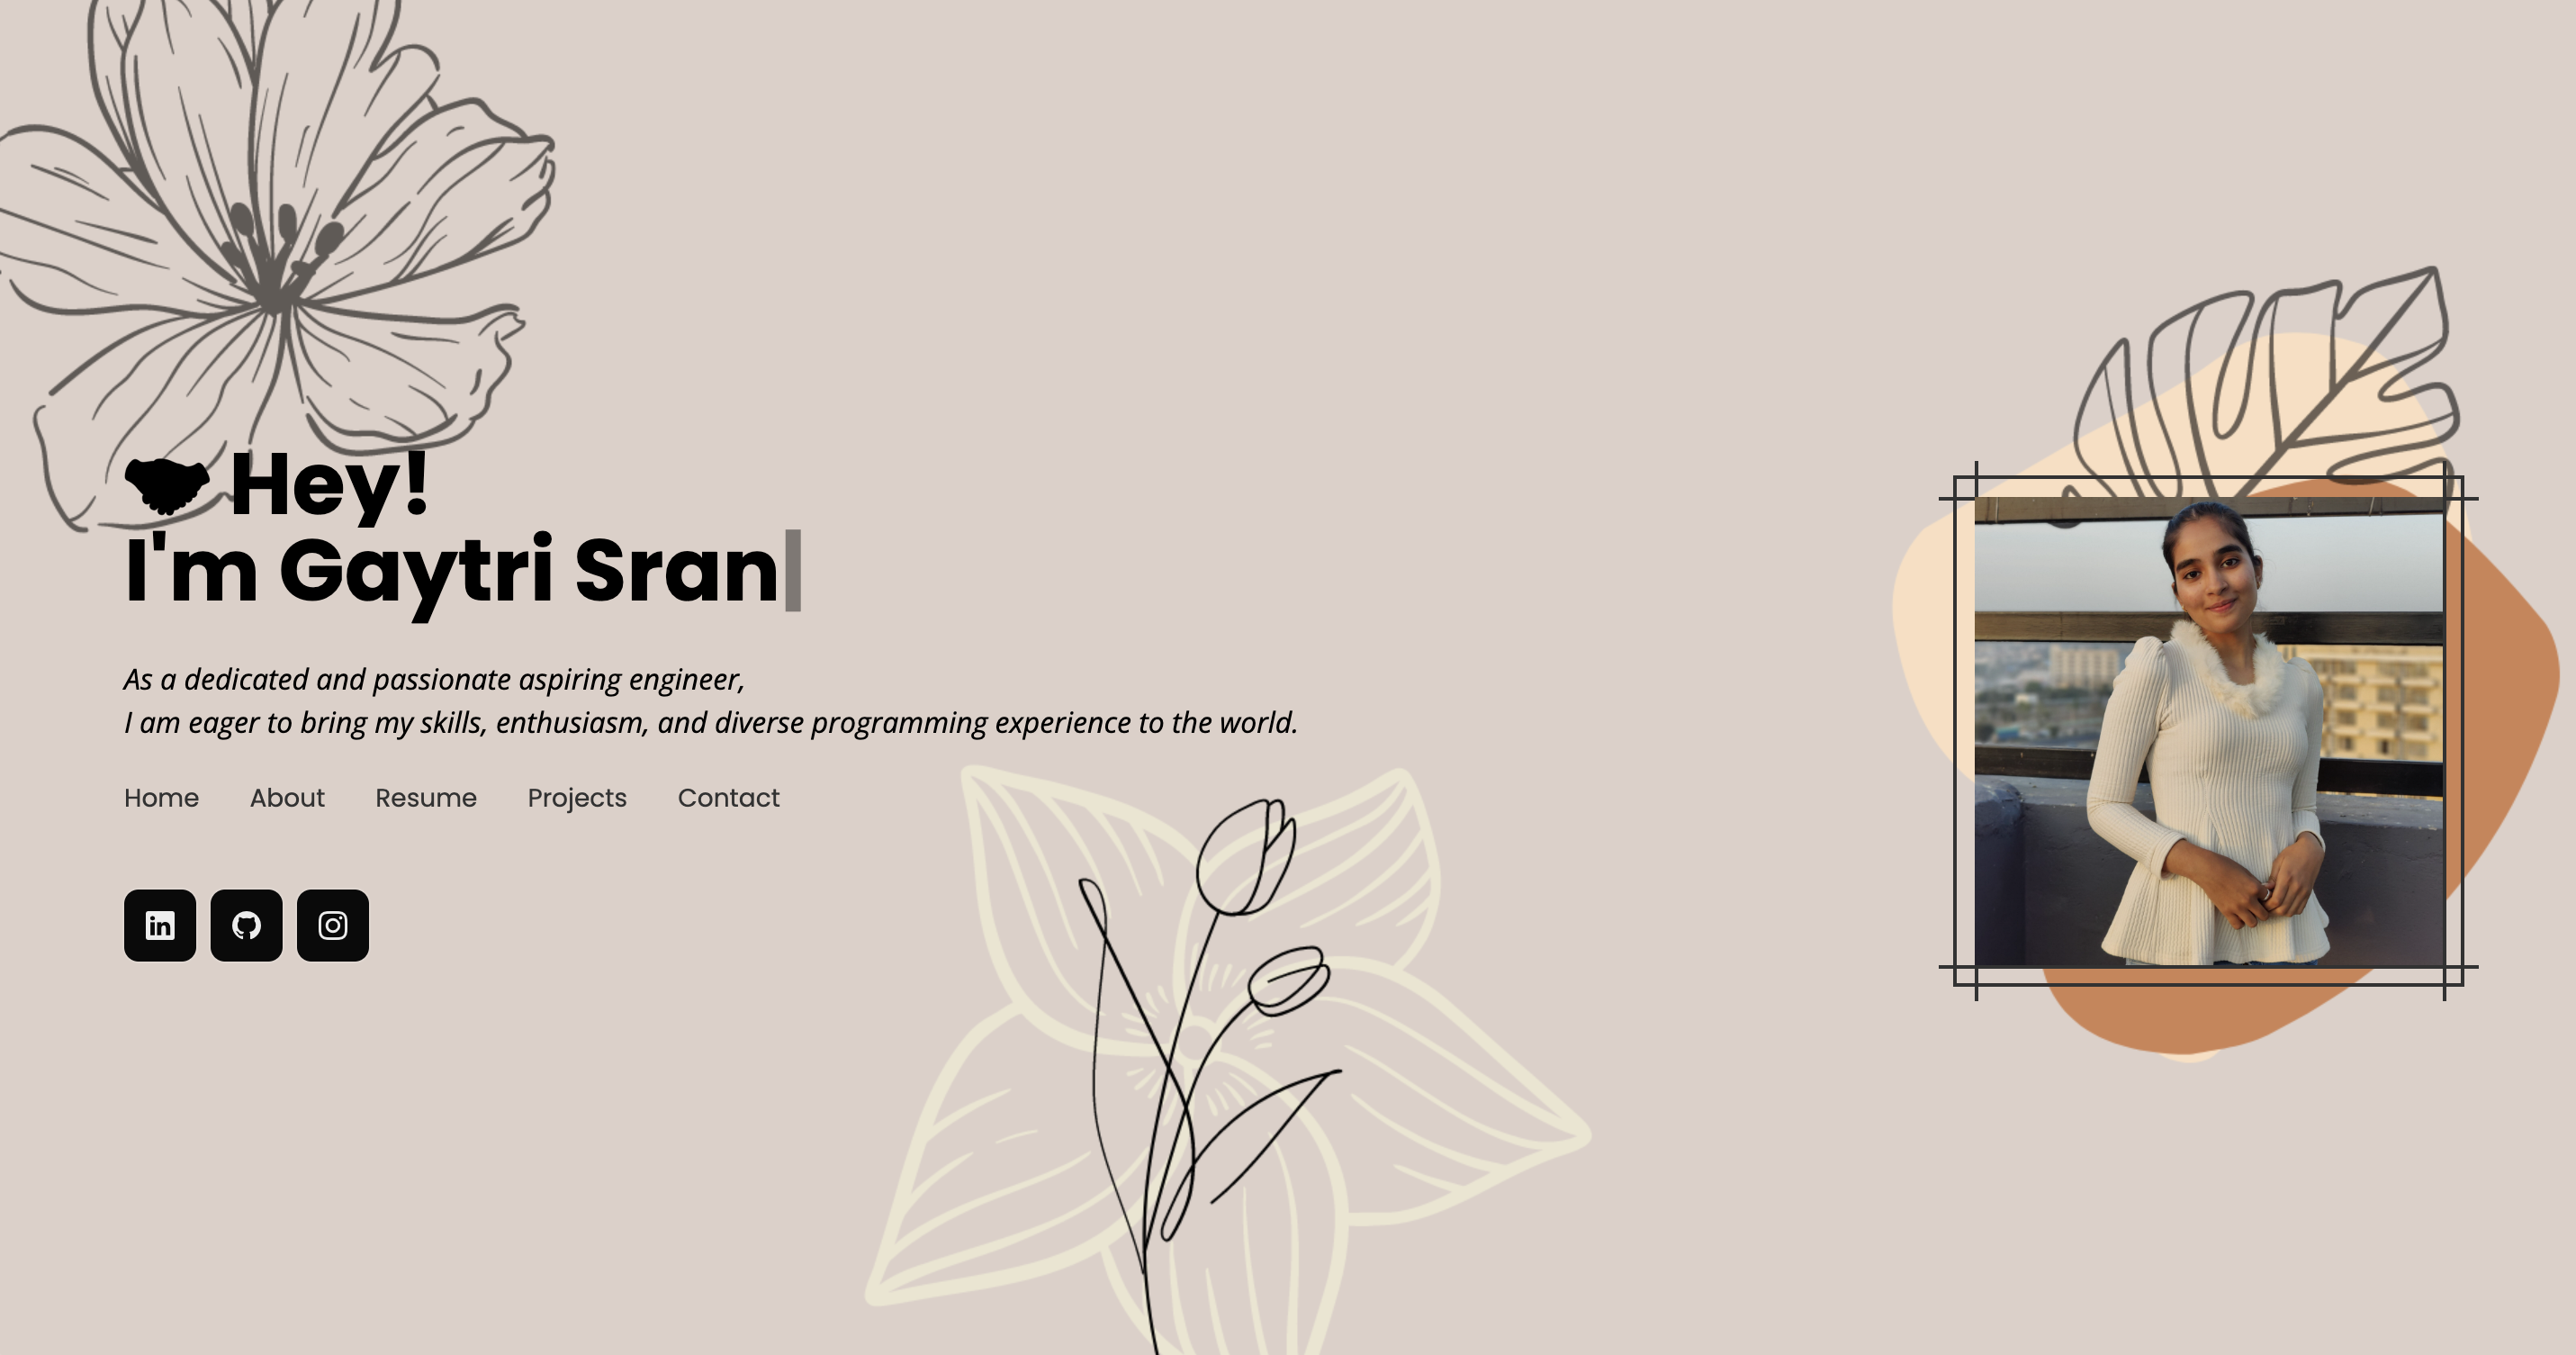 Hey!
I'm Gaytri Sran
As a dedicated and passionate aspiring engineer,
I am eager to bring my skills, enthusiasm, and diverse programming experience to the world.
Home About Resume Projects Contact
in